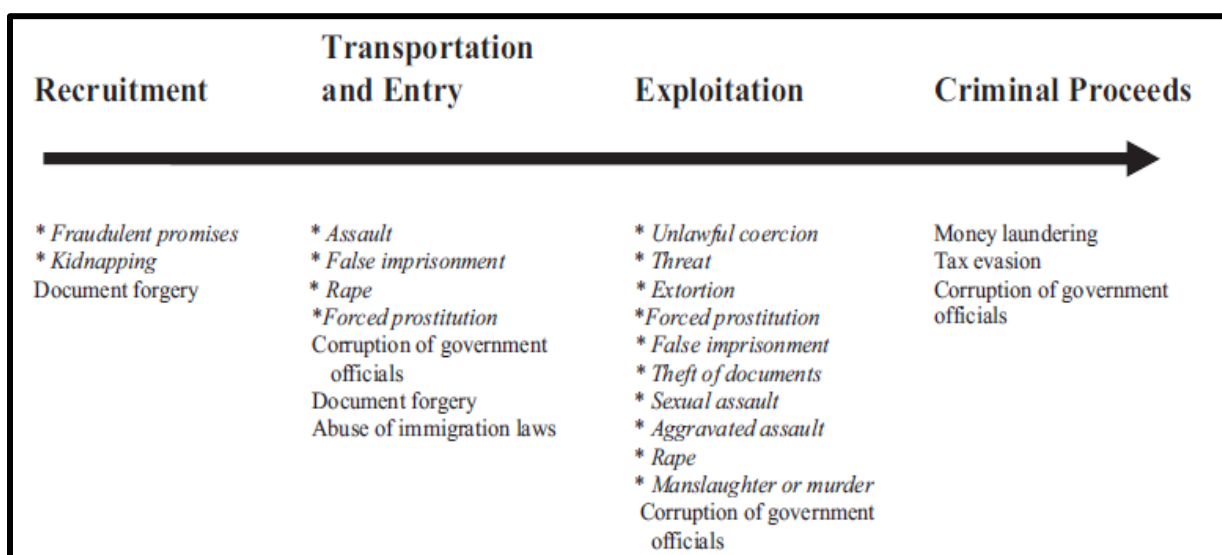 Recruitment
Transportation
and Entry
Exploitation
Criminal Proceeds
* Fraudulent promises
* Kidnapping
Document forgery
* Assault
* False imprisonment
* Rape
*Forced prostitution
Corruption of government
officials
Document forgery
Abuse of immigration laws
* Unlawful coercion
* Threat
* Extortion
*Forced prostitution
* False imprisonment
* Theft of documents
* Sexual assault
* Aggravated assault
* Rape
* Manslaughter or murder
Corruption of government
officials
Money laundering
Tax evasion
Corruption of government
officials